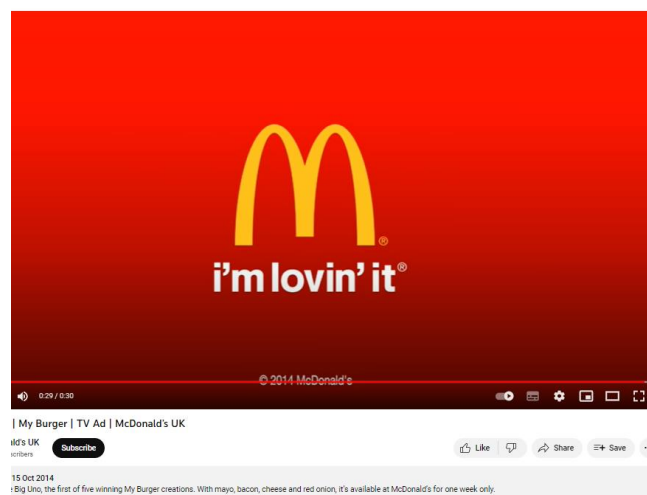 i'm lovin' it®
© 2014 McDonald's
0:29 / 0:30
| My Burger | TV Ad | McDonald's UK
ald's UK
Subscribe
scribers
Like
Share
Save
15 Oct 2014
Big Uno, the first of five winning My Burger creations. With mayo, bacon, cheese and red onion, it's available at McDonald's for one week only.